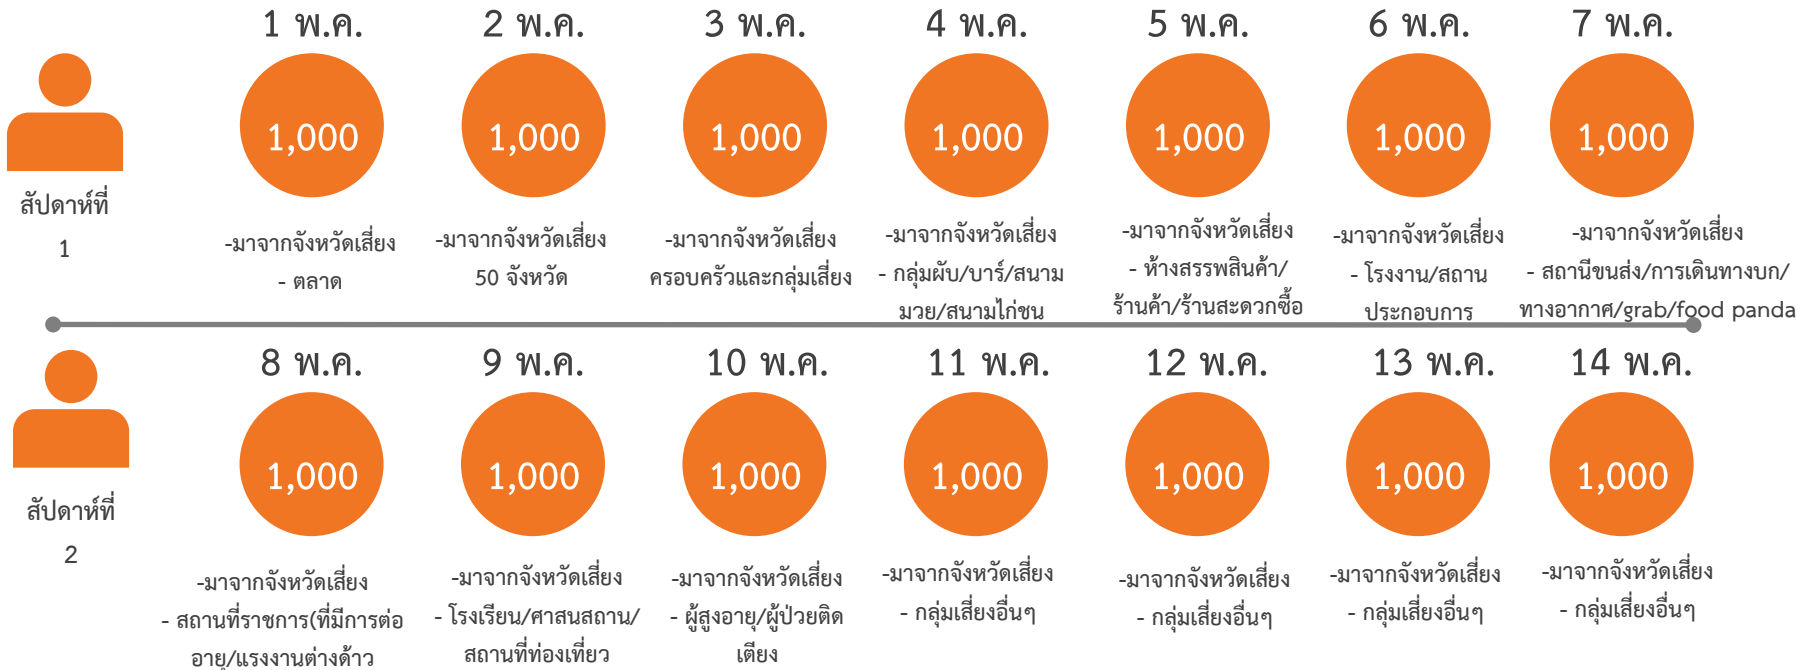 1 พ.ค.
2 พ.ค.
3 พ.ค.
4 พ.ค.
5 พ.ค.
6 พ.ค.
7 พ.ค.
1,000
1,000
1,000
1,000
1,000
1,000
1,000
สัปดาห์ที่
1
-มาจากจังหวัดเสี่ยง
- ตลาด
-มาจากจังหวัดเสี่ยง
50 จังหวัด
-มาจากจังหวัดเสี่ยง
ครอบครัวและกลุ่มเสี่ยง
-มาจากจังหวัดเสี่ยง
- กลุ่มผับ/บาร์/สนาม
มวย/สนามไก่ชน
-มาจากจังหวัดเสี่ยง
- ห้างสรรพสินค้า/
ร้านค้า/ร้านสะดวกซื้อ
-มาจากจังหวัดเสี่ยง
- โรงงาน/สถาน
ประกอบการ
-มาจากจังหวัดเสี่ยง
- สถานีขนส่ง/การเดินทางบก/
ทางอากาศ/grab/food panda
8 พ.ค.
9 พ.ค.
10 พ.ค.
11 พ.ค.
12 พ.ค.
13 พ.ค.
14 พ.ค.
1,000
1,000
1,000
1,000
1,000
1,000
1,000
สัปดาห์ที่
2
-มาจากจังหวัดเสี่ยง
- สถานที่ราชการ(ที่มีการต่อ
อายุ/แรงงานต่างด้าว
-มาจากจังหวัดเสี่ยง
- โรงเรียน/ศาสนสถาน/
สถานที่ท่องเที่ยว
-มาจากจังหวัดเสี่ยง
- ผู้สูงอายุ/ผู้ป่วยติด
เตียง
-มาจากจังหวัดเสี่ยง
- กลุ่มเสี่ยงอื่นๆ
-มาจากจังหวัดเสี่ยง
- กลุ่มเสี่ยงอื่นๆ
-มาจากจังหวัดเสี่ยง
- กลุ่มเสี่ยงอื่นๆ
-มาจากจังหวัดเสี่ยง
- กลุ่มเสี่ยงอื่นๆ